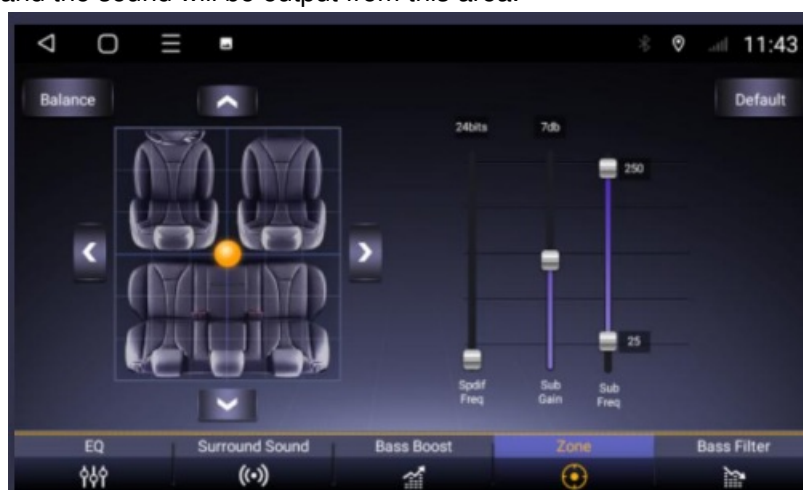 and the sound will be output from this area.
11:43
Balance
Default
24bits
7db
250
25
Spdif
Freq
Sub
Gain
Sub
Freq
EQ
Surround Sound
Bass Boost
Zone
Bass Filter